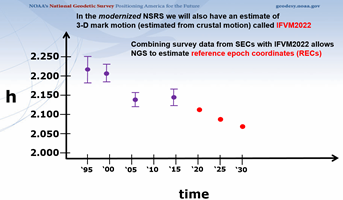 NOAA's National Geodetic Survey Positioning America for the Future
geodesy.noaa.gov
In the modernized NSRS we will also have an estimate of
3-D mark motion (estimated from crustal motion) called IFVM2022
Combining survey data from SECs with IFVM2022 allows
NGS to estimate reference epoch coordinates (RECs)
h
2.250
2.200
2.150
2.100
2.050
2.000
'95 '00 '05 '10 '15 '20 '25 '30
time